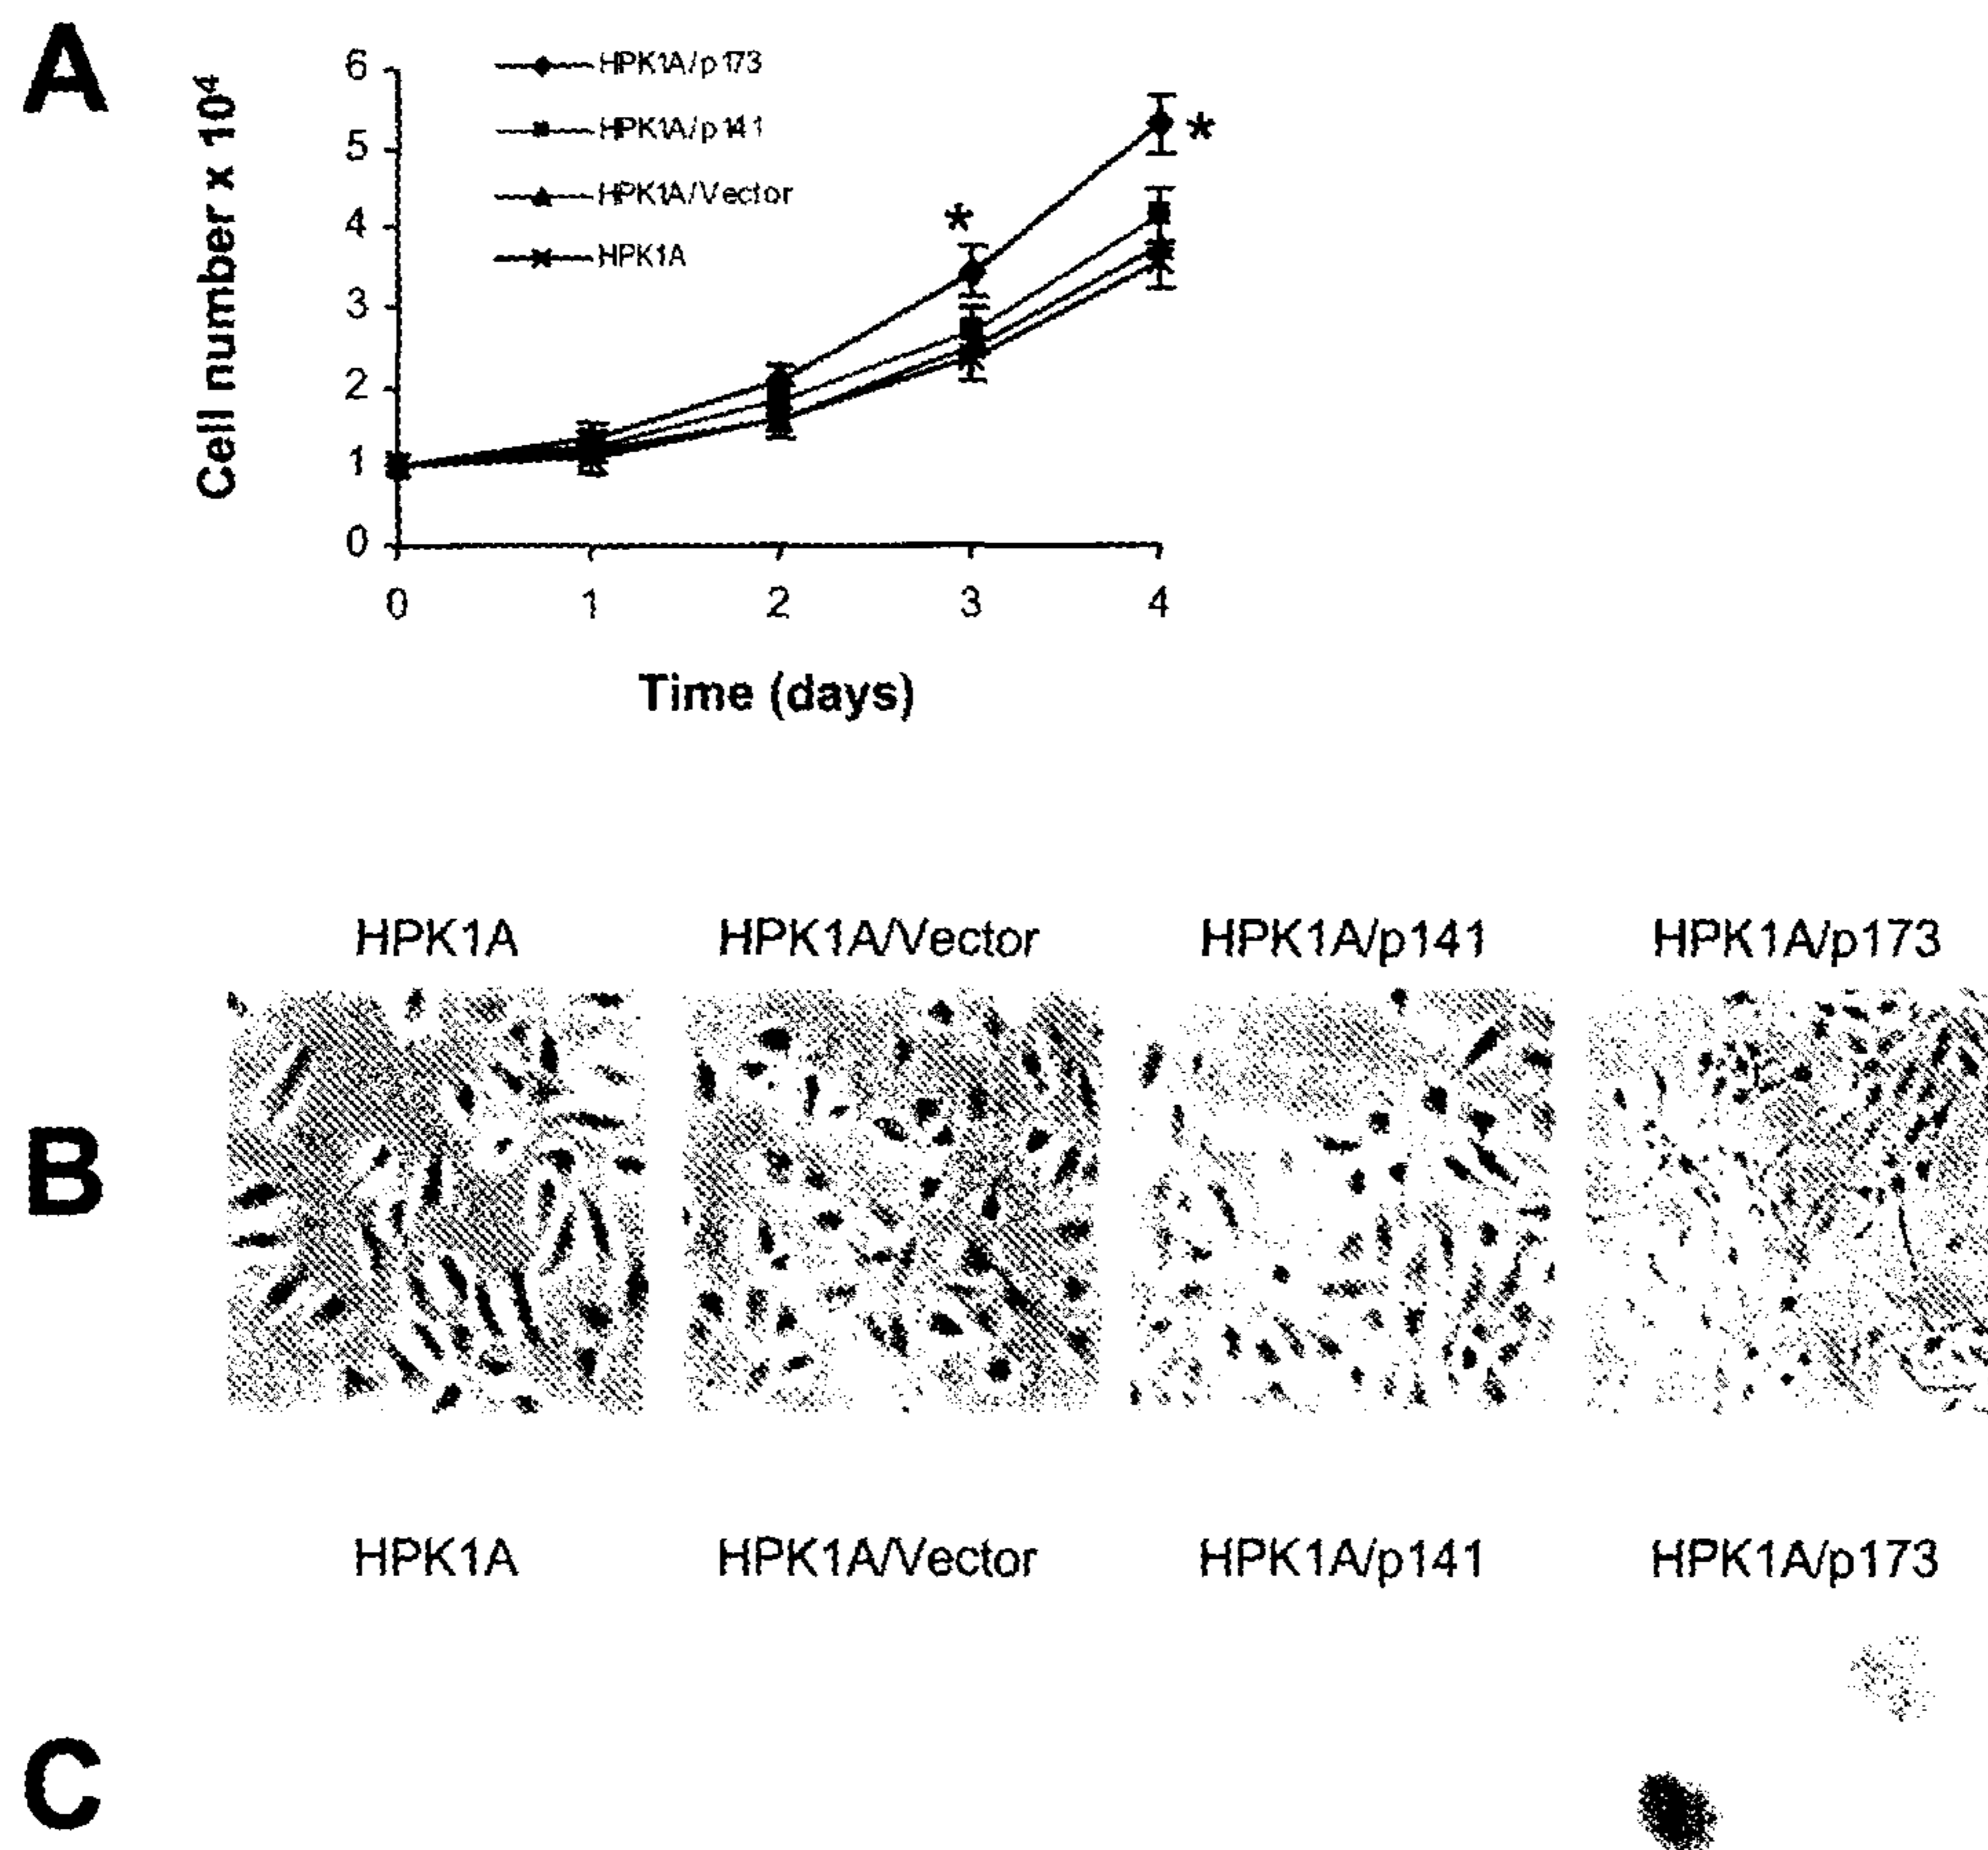 A
Cell number x 10⁴
6
5
4
3
2
1
0
HPK1A/p173
HPK1A/p141
HPK1A/Vector
HPK1A
*
*
0 1 2 3 4
Time (days)
B
HPK1A HPK1A/Vector HPK1A/p141 HPK1A/p173
C
HPK1A HPK1A/Vector HPK1A/p141 HPK1A/p173